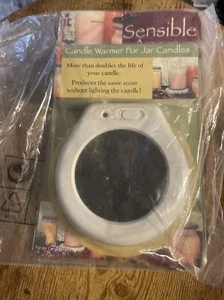 Sensible
Candle Warmer For Jar Candles
More than doubles the life of
your candle.
Produces the same scent
without lighting the candle!